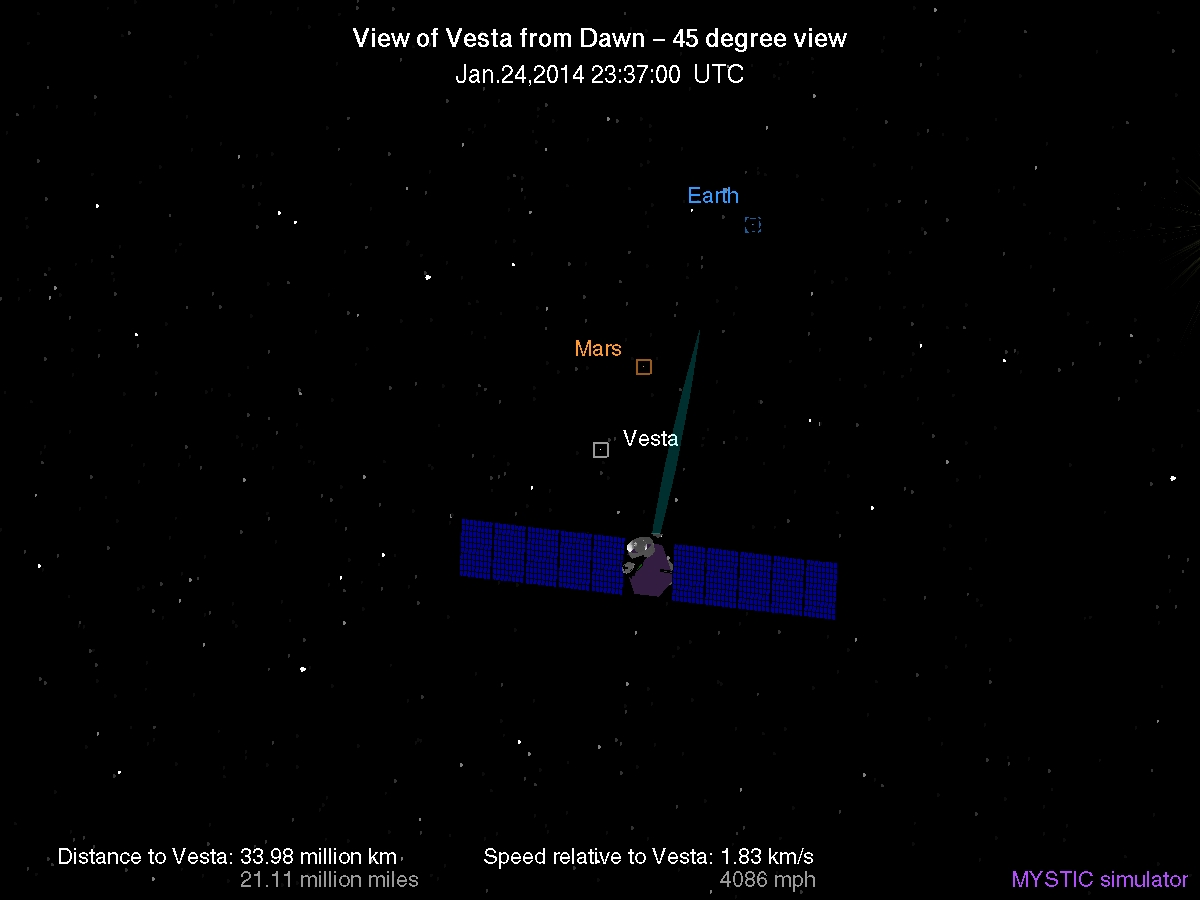 View of Vesta from Dawn – 45 degree view
Jan.24,2014 23:37:00 UTC
Earth
Mars
Vesta
Distance to Vesta: 33.98 million km
21.11 million miles
Speed relative to Vesta: 1.83 km/s
4086 mph
MYSTIC simulator